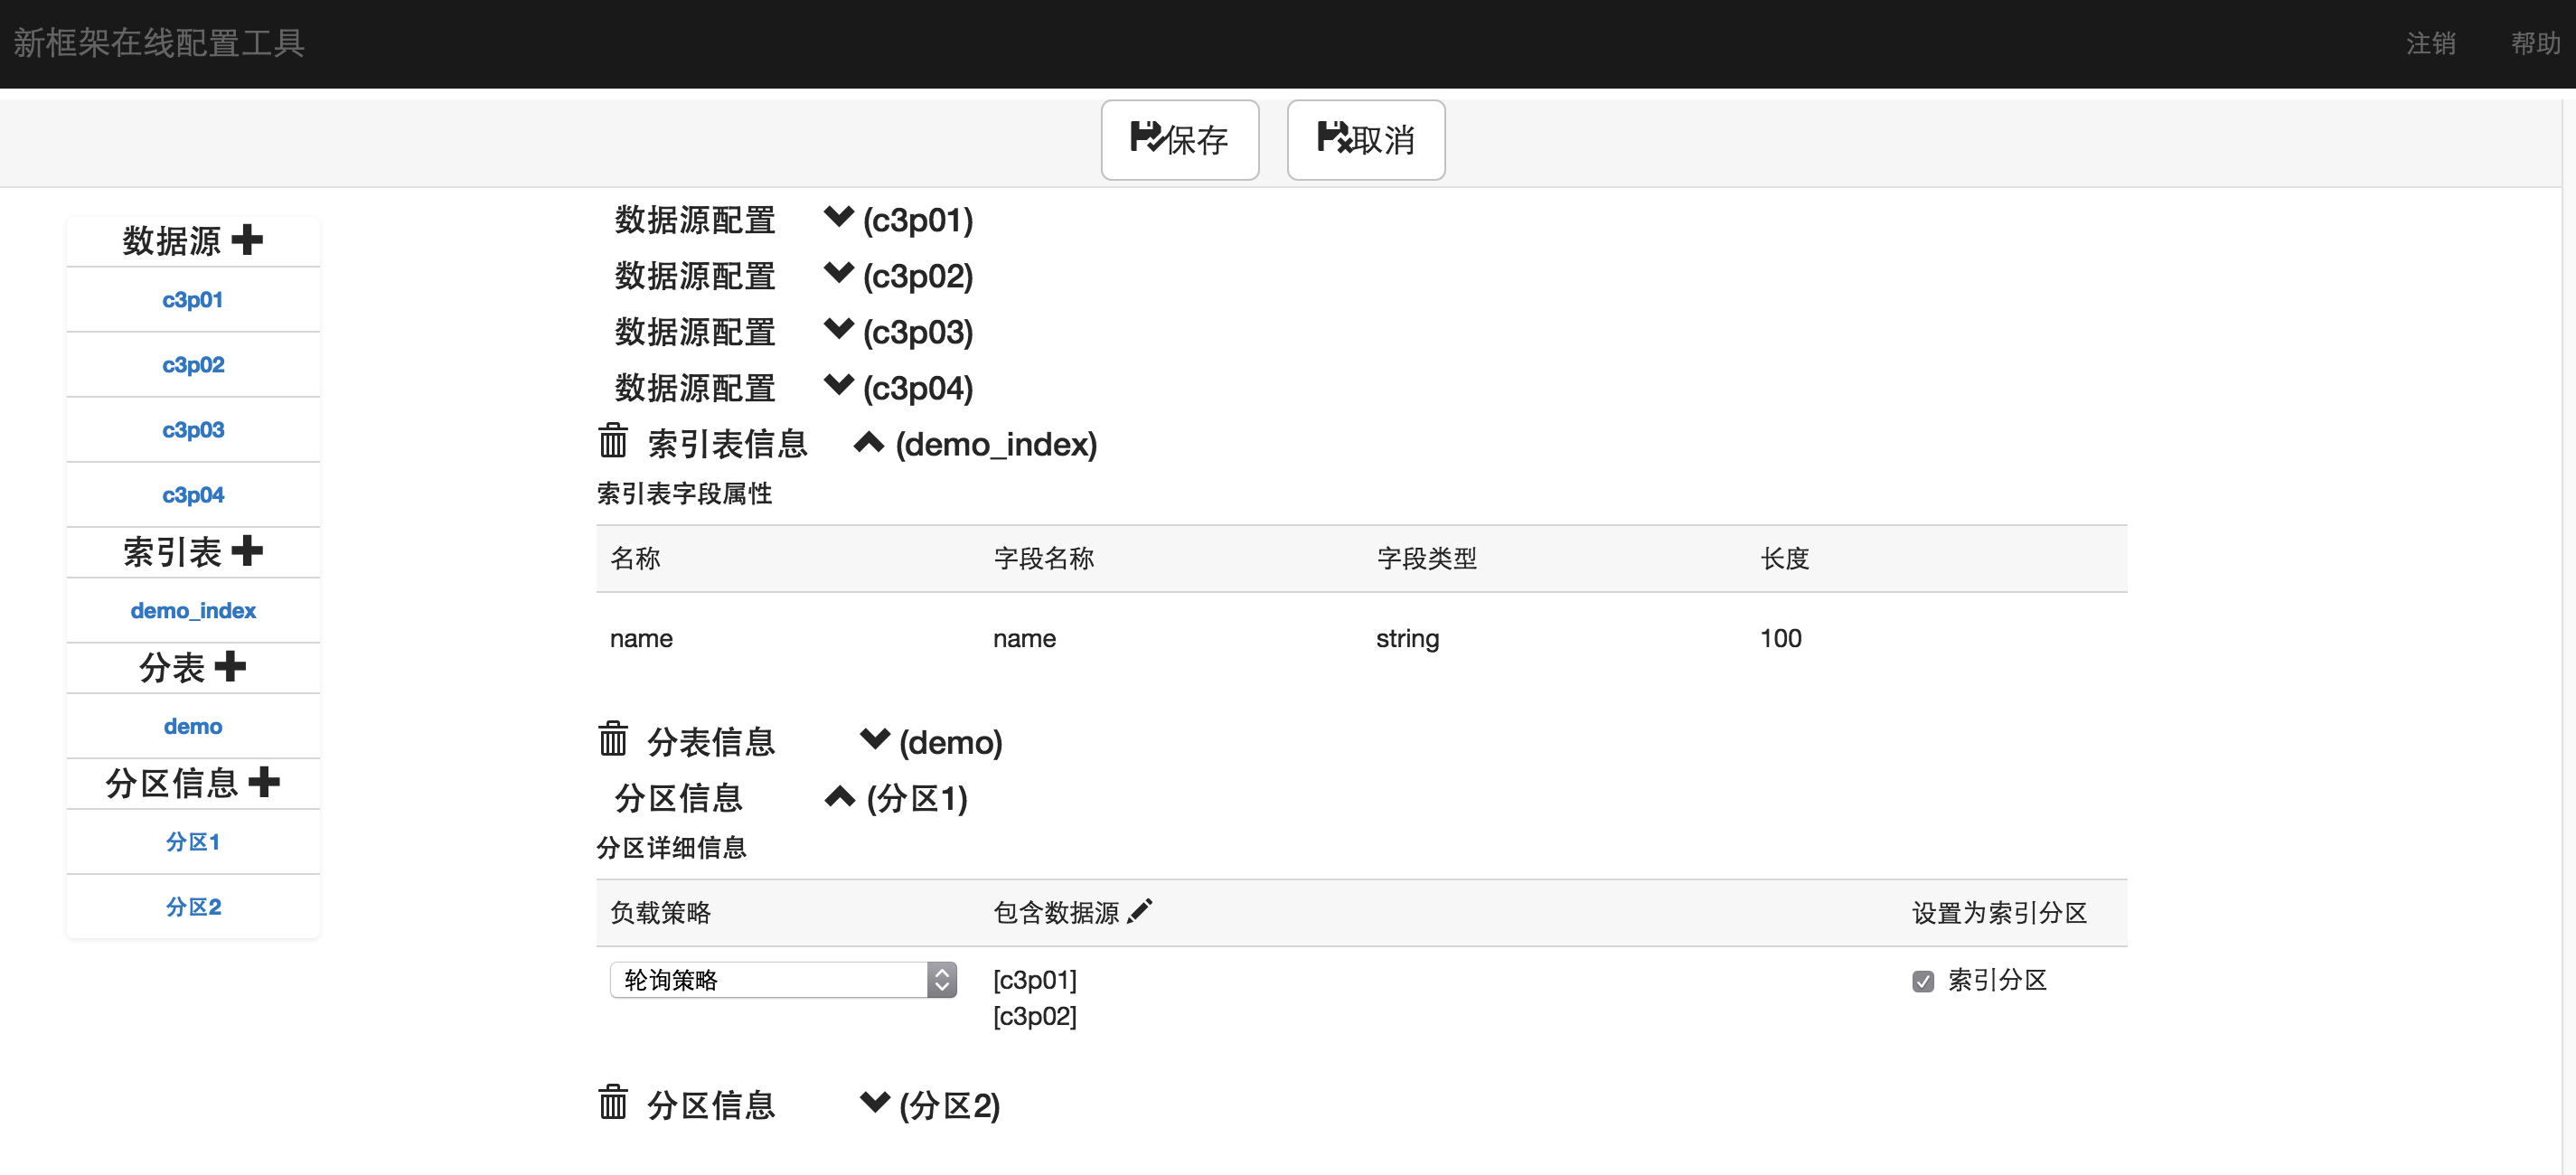 新框架在线配置工具 注销 帮助
保存 取消
数据源
c3p01
c3p02
c3p03
c3p04
索引表
demo_index
分表
demo
分区信息
分区1
分区2
数据源配置 (c3p01)
数据源配置 (c3p02)
数据源配置 (c3p03)
数据源配置 (c3p04)
索引表信息 (demo_index)
索引表字段属性
名称 字段名称 字段类型 长度
name name string 100
分表信息 (demo)
分区信息 (分区1)
分区详细信息
负载策略 包含数据源 设置为索引分区
轮询策略 [c3p01] 索引分区
[c3p02]
分区信息 (分区2)